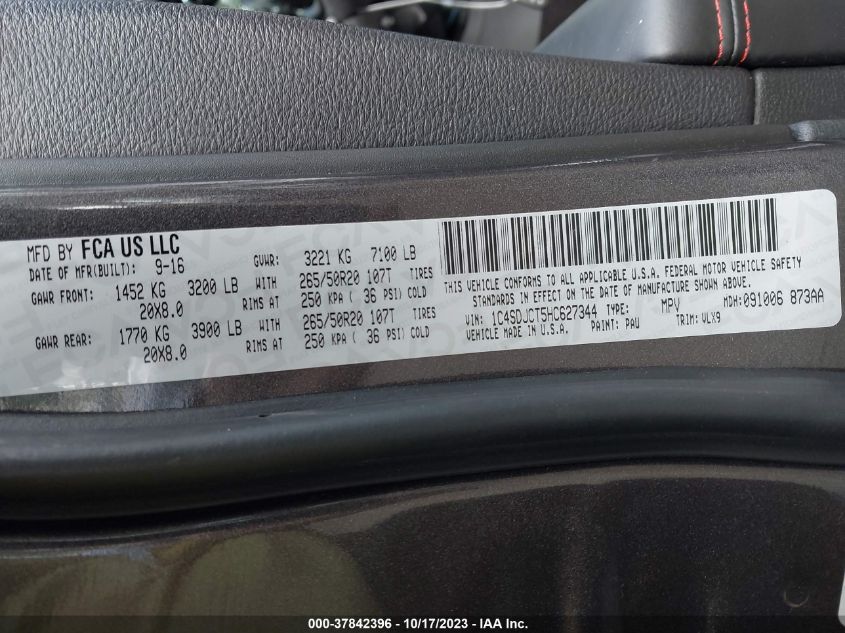 MFD BY FCA US LLC
DATE OF MFR(BUILT): 9-16
GVWR: 3221 KG 7100 LB
GAWR FRONT: 1452 KG 3200 LB WITH 265/50R20 107T TIRES
20X8.0 RIMS AT 250 KPA ( 36 PSI) COLD
GAWR REAR: 1770 KG 3900 LB WITH 265/50R20 107T TIRES
20X8.0 RIMS AT 250 KPA ( 36 PSI) COLD
THIS VEHICLE CONFORMS TO ALL APPLICABLE U.S.A. FEDERAL MOTOR VEHICLE SAFETY
STANDARDS IN EFFECT ON THE DATE OF MANUFACTURE SHOWN ABOVE.
VIN: 1C4SDJCT5HC627344 TYPE: MPV MDH:091006 873AA
VEHICLE MADE IN U.S.A. PAINT: PAU TRIM: VLX9
000-37842396 - 10/17/2023 - IAA Inc.